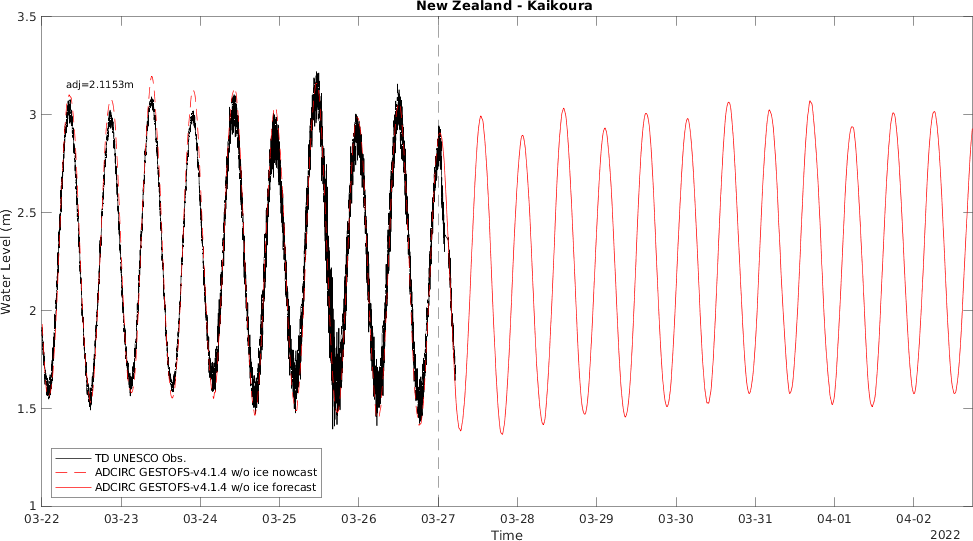 New Zealand - Kaikoura
3.5
3
2.5
2
1.5
1
Water Level (m)
adj=2.1153m
TD UNESCO Obs.
ADCIRC GESTOFS-v4.1.4 w/o ice nowcast
ADCIRC GESTOFS-v4.1.4 w/o ice forecast
03-22 03-23 03-24 03-25 03-26 03-27 03-28 03-29 03-30 03-31 04-01 04-02
Time
2022